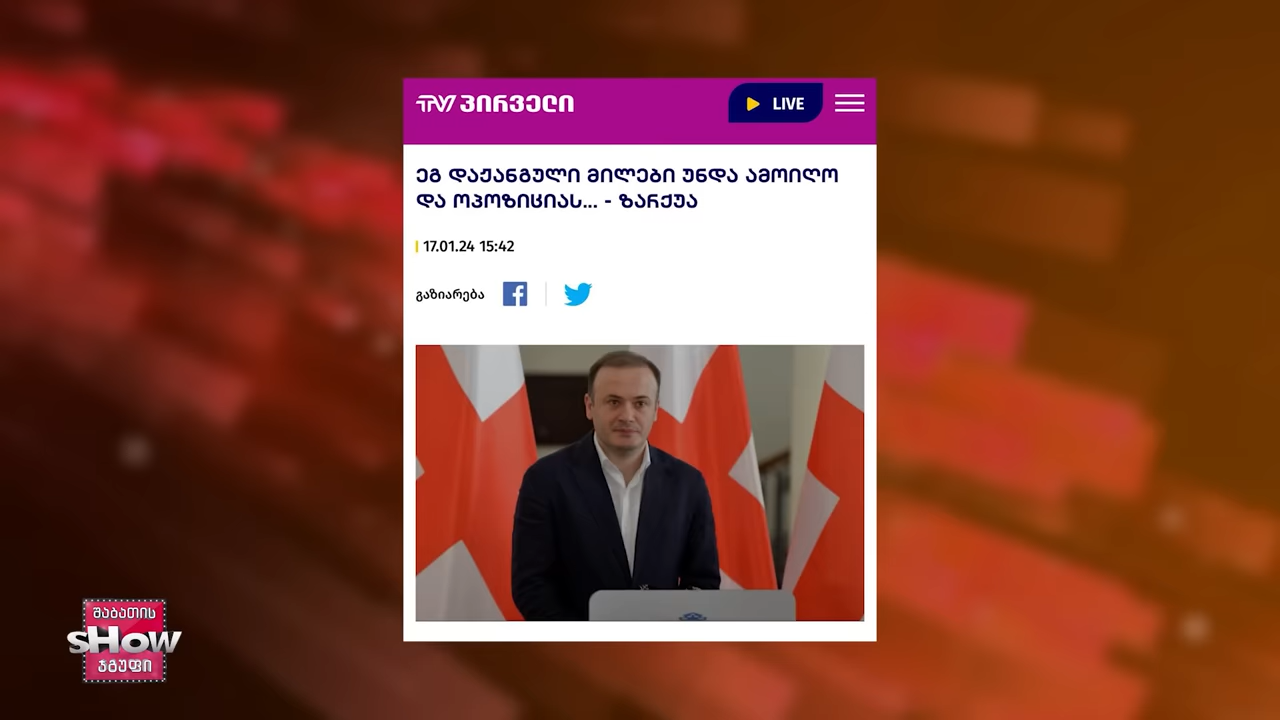 TV პირველი
LIVE
ეგ დაჟანგული მილები უნდა ამოიღო
და ოპოზიციას... - ზარქუა
17.01.24 15:42
გაზიარება
შაბათის
sHow
ჯგუფი